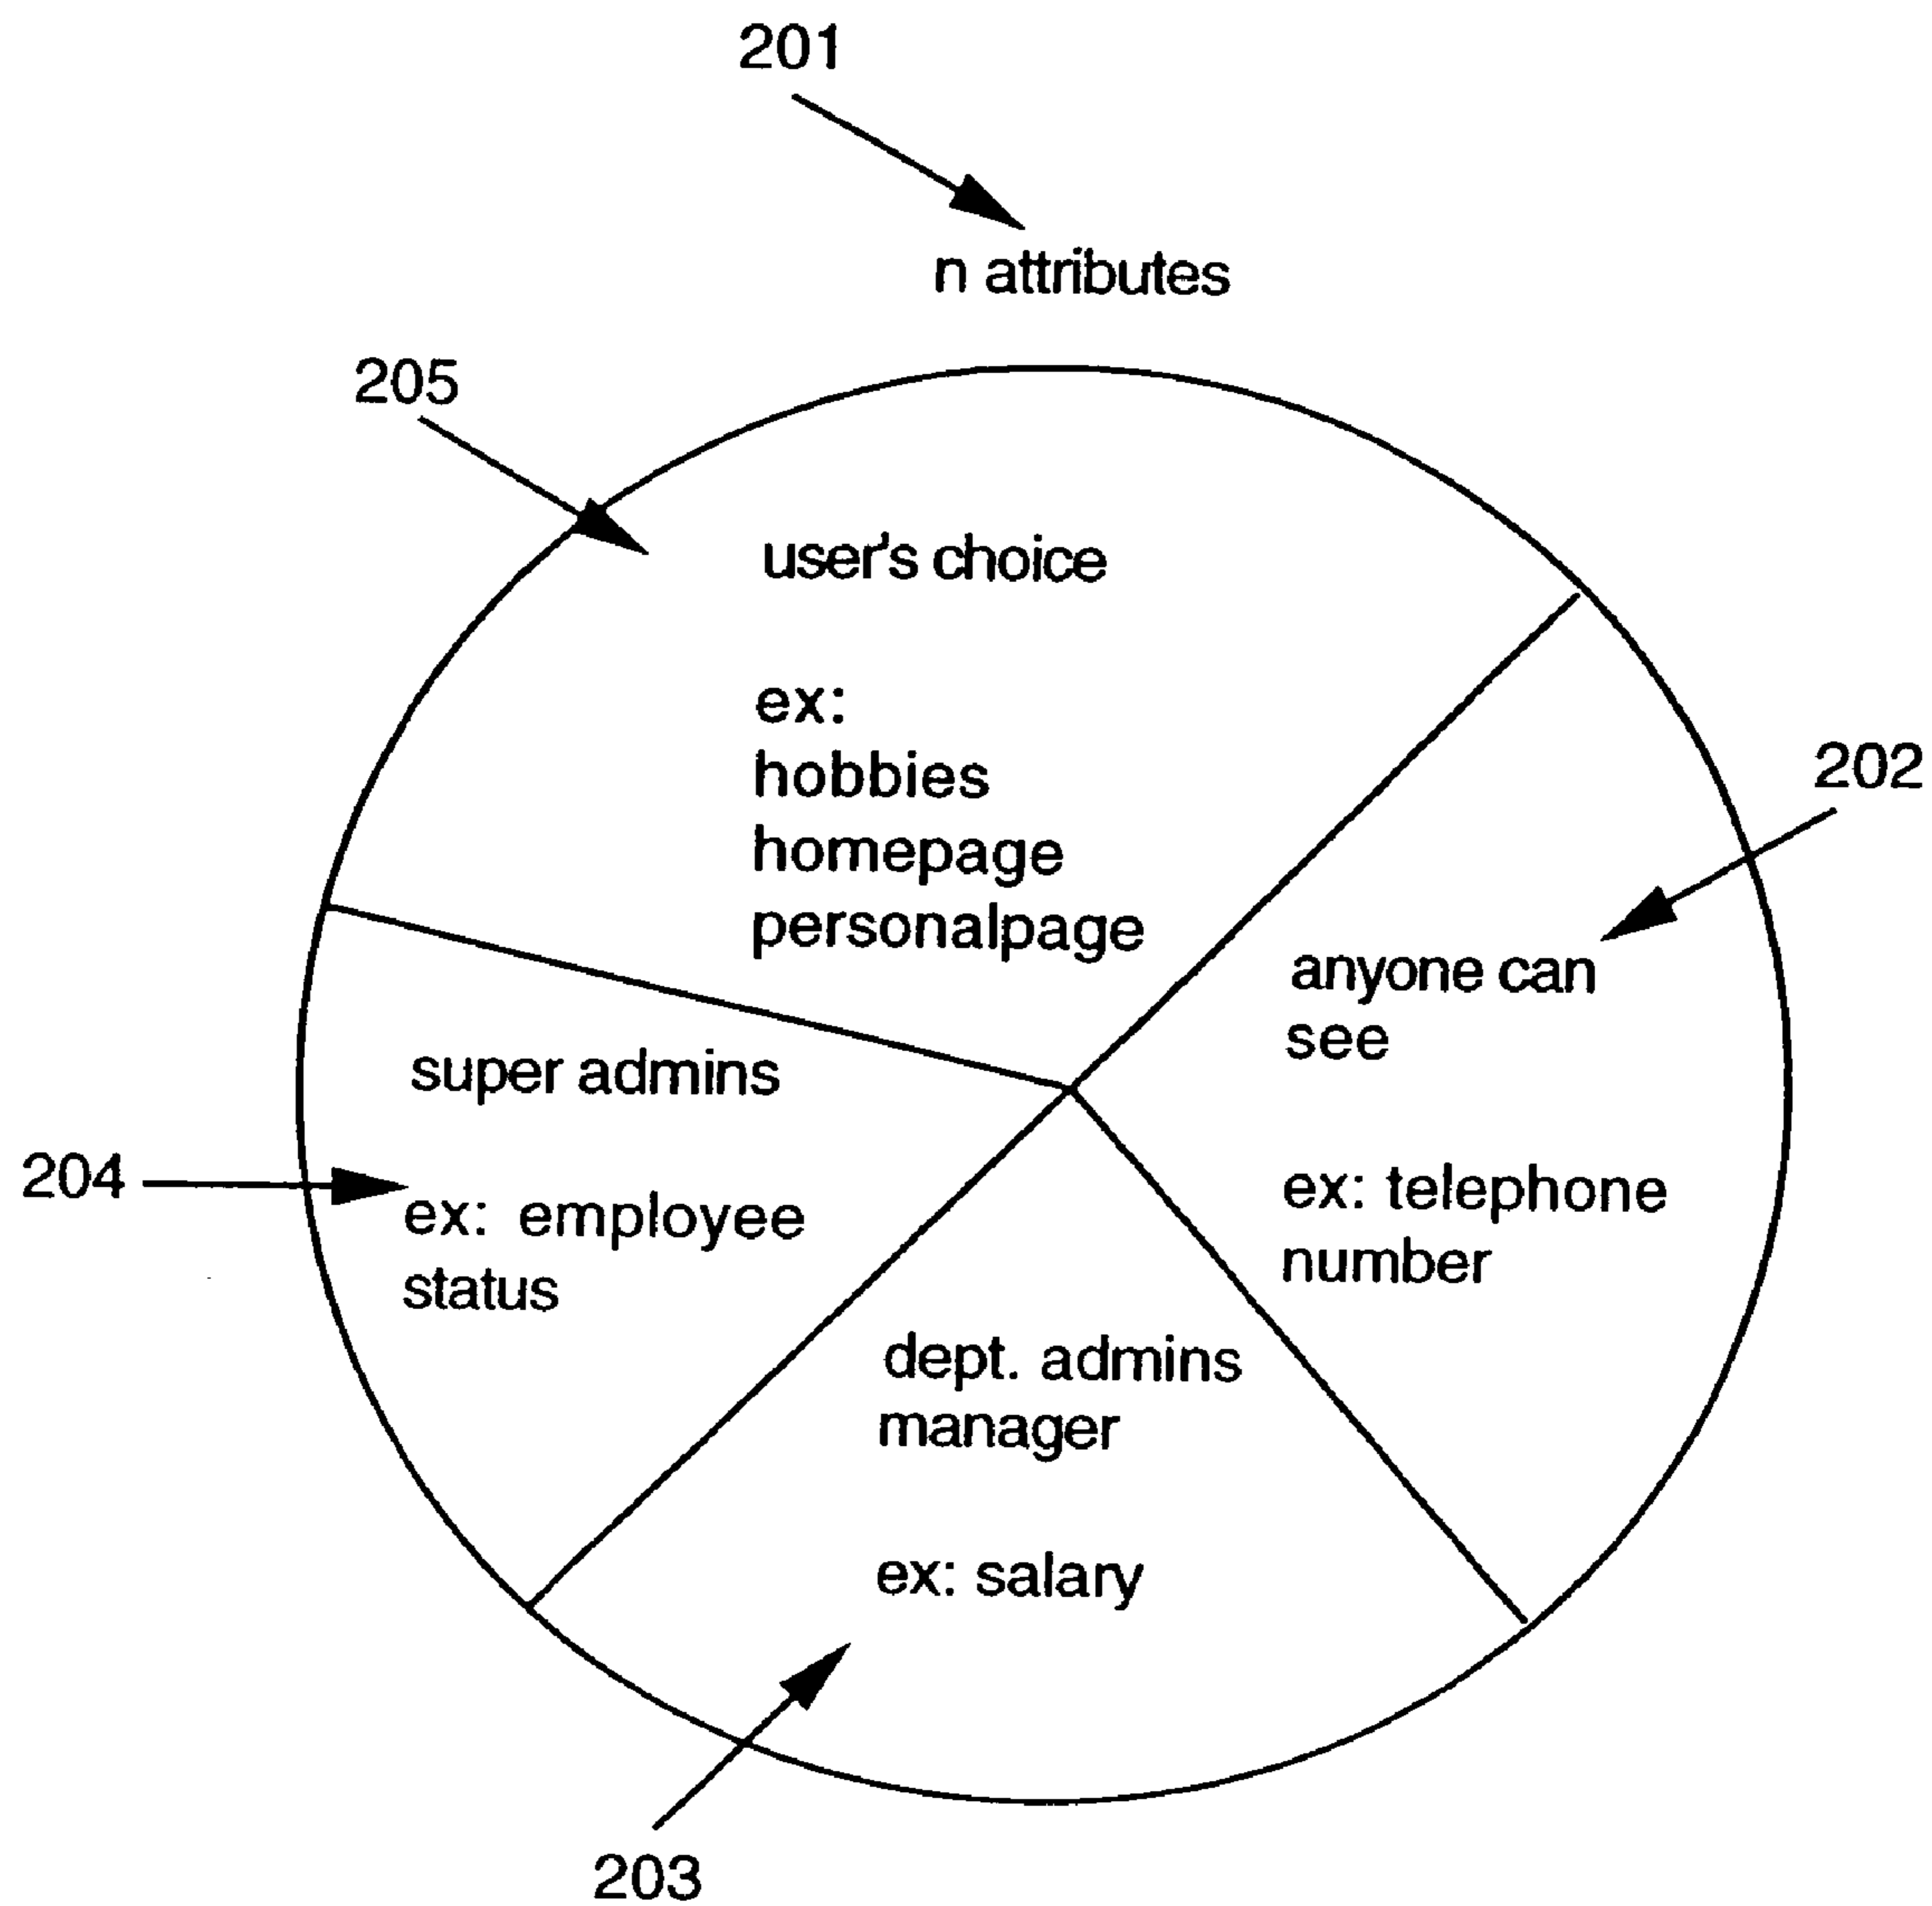 201
n attributes
205
user's choice
ex:
hobbies
homepage
personalpage
202
anyone can
see
ex: telephone
number
super admins
204
ex: employee
status
dept. admins
manager
ex: salary
203